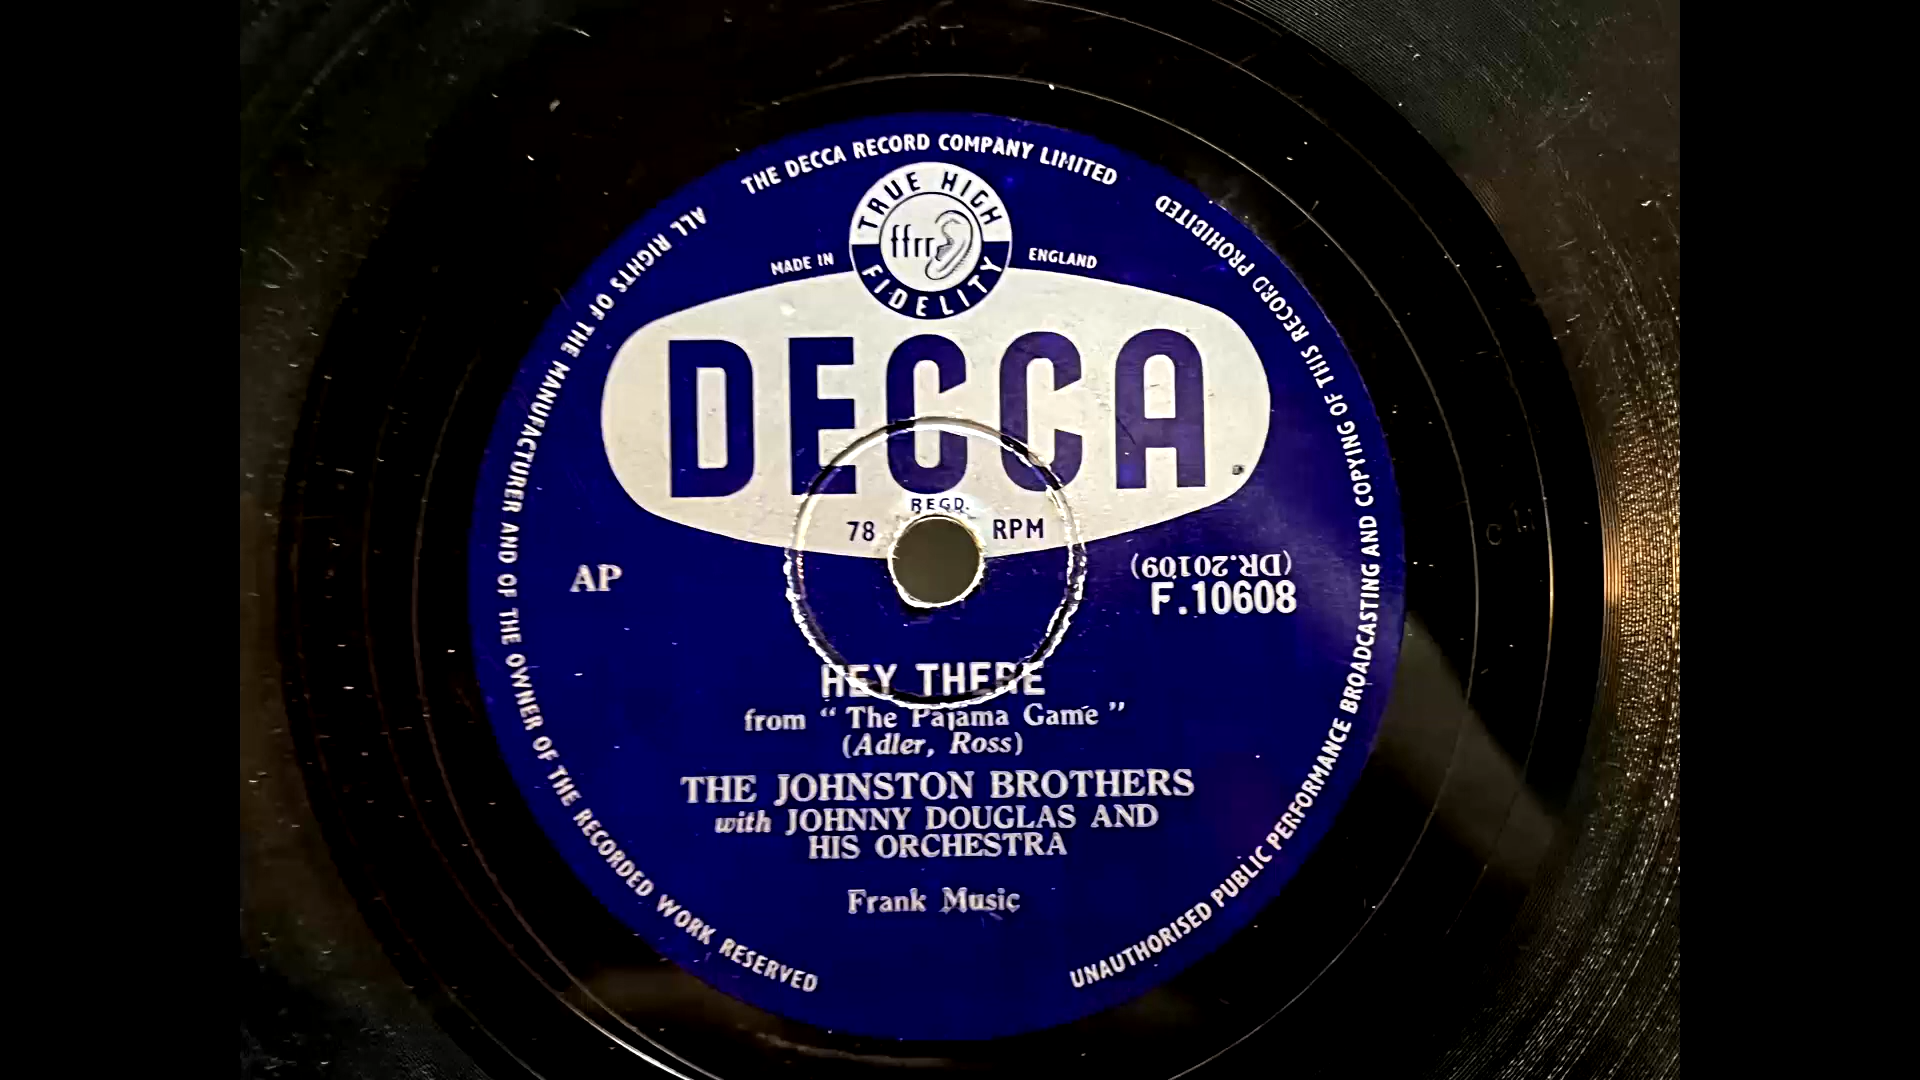 THE DECCA RECORD COMPANY LIMITED
TRUE HIGH
ffrr
FIDELITY
MADE IN ENGLAND
DECCA
REGD.
78 RPM
AP
(DR.20109)
F.10608
HEY THERE
from “ The Pajama Game ”
(Adler, Ross)
THE JOHNSTON BROTHERS
with JOHNNY DOUGLAS AND
HIS ORCHESTRA
Frank Music
ALL RIGHTS OF THE MANUFACTURER AND OF THE OWNER OF THE RECORDED WORK RESERVED
UNAUTHORISED PUBLIC PERFORMANCE BROADCASTING AND COPYING OF THIS RECORD PROHIBITED